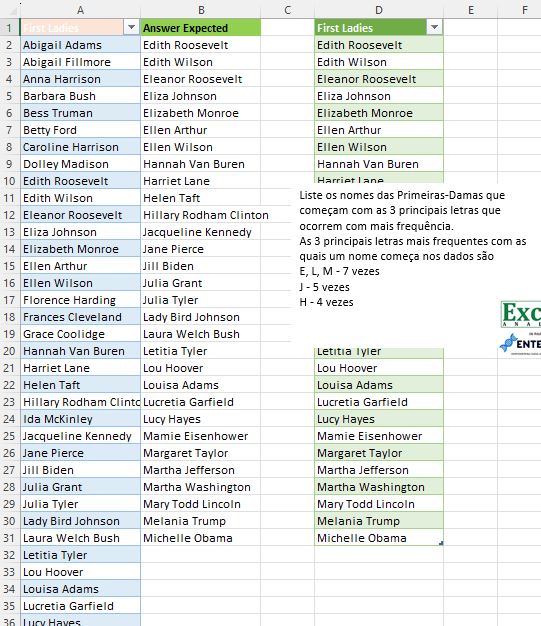 A B C D E F
1 First Ladies Answer Expected First Ladies
2 Abigail Adams Edith Roosevelt Edith Roosevelt
3 Abigail Fillmore Edith Wilson Edith Wilson
4 Anna Harrison Eleanor Roosevelt Eleanor Roosevelt
5 Barbara Bush Eliza Johnson Eliza Johnson
6 Bess Truman Elizabeth Monroe Elizabeth Monroe
7 Betty Ford Ellen Arthur Ellen Arthur
8 Caroline Harrison Ellen Wilson Ellen Wilson
9 Dolley Madison Hannah Van Buren Hannah Van Buren
10 Edith Roosevelt Harriet Lane Harriet Lane
11 Edith Wilson Helen Taft
12 Eleanor Roosevelt Hillary Rodham Clinton
13 Eliza Johnson Jacqueline Kennedy
14 Elizabeth Monroe Jane Pierce
15 Ellen Arthur Jill Biden
16 Ellen Wilson Julia Grant
17 Florence Harding Julia Tyler
18 Frances Cleveland Lady Bird Johnson
19 Grace Coolidge Laura Welch Bush
Liste os nomes das Primeiras-Damas que
começam com as 3 principais letras que
ocorrem com mais frequência.
As 3 principais letras mais frequentes com as
quais um nome começa nos dados são
E, L, M - 7 vezes
J - 5 vezes
H - 4 vezes
Exc
ENTE
20 Hannah Van Buren Letitia Tyler Letitia Tyler
21 Harriet Lane Lou Hoover Lou Hoover
22 Helen Taft Louisa Adams Louisa Adams
23 Hillary Rodham Clint Lucretia Garfield Lucretia Garfield
24 Ida McKinley Lucy Hayes Lucy Hayes
25 Jacqueline Kennedy Mamie Eisenhower Mamie Eisenhower
26 Jane Pierce Margaret Taylor Margaret Taylor
27 Jill Biden Martha Jefferson Martha Jefferson
28 Julia Grant Martha Washington Martha Washington
29 Julia Tyler Mary Todd Lincoln Mary Todd Lincoln
30 Lady Bird Johnson Melania Trump Melania Trump
31 Laura Welch Bush Michelle Obama Michelle Obama
32 Letitia Tyler
33 Lou Hoover
34 Louisa Adams
35 Lucretia Garfield
36 Lucy Hayes